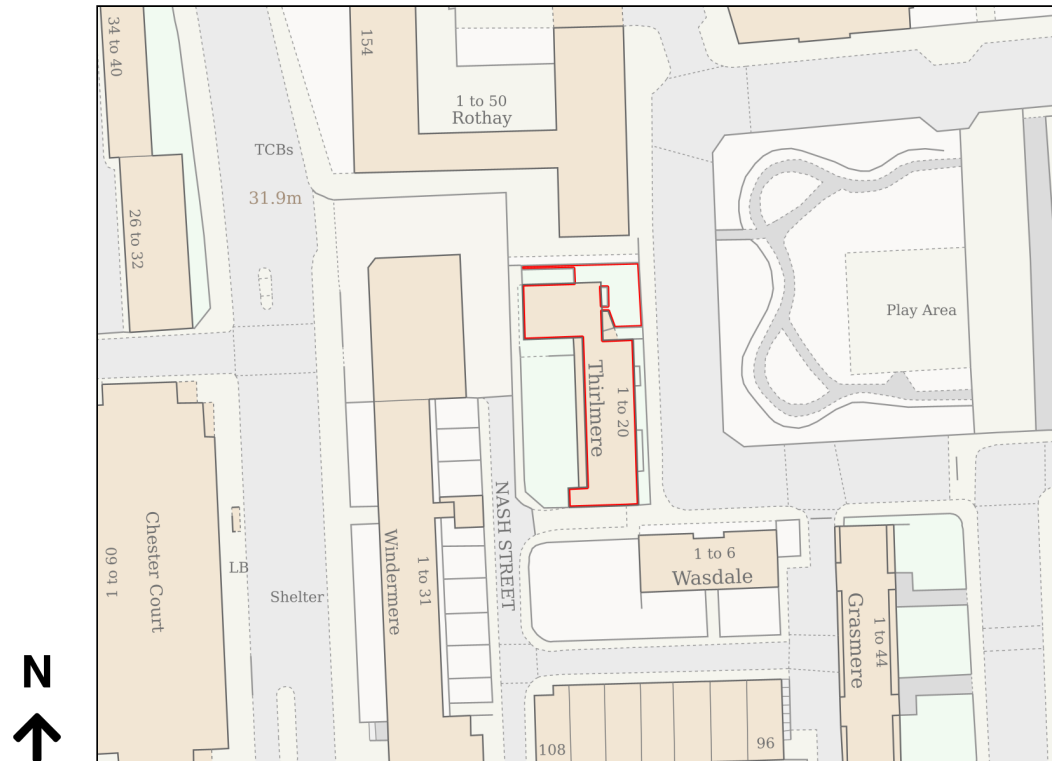 34 to 40
154
1 to 50
Rothay
TCBs
31.9m
26 to 32
Play Area
Thirlmere
1 to 20
NASH STREET
Chester Court
1 to 60
LB
Shelter
Windermere
1 to 31
1 to 6
Wasdale
Grasmere
1 to 44
108
96
N